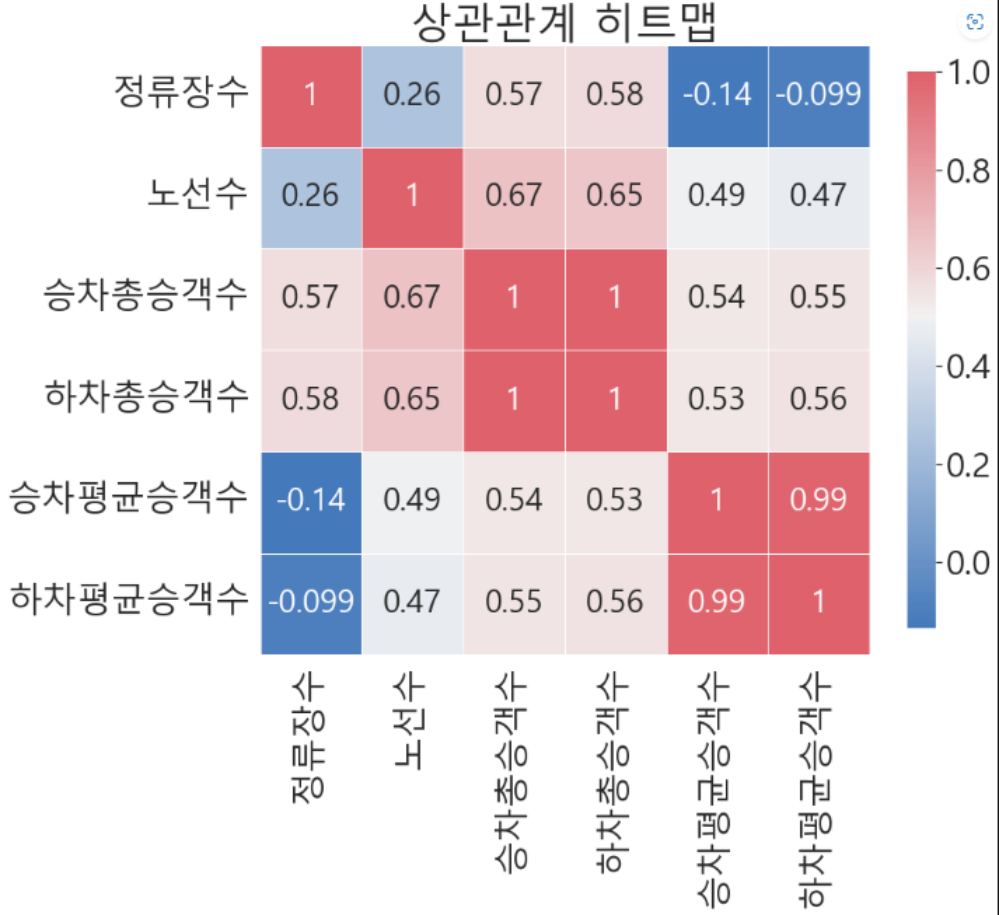 상관관계 히트맵
정류장수 1 0.26 0.57 0.58 -0.14 -0.099
노선수 0.26 1 0.67 0.65 0.49 0.47
승차총승객수 0.57 0.67 1 1 0.54 0.55
하차총승객수 0.58 0.65 1 1 0.53 0.56
승차평균승객수 -0.14 0.49 0.54 0.53 1 0.99
하차평균승객수 -0.099 0.47 0.55 0.56 0.99 1
정류장수
노선수
승차총승객수
하차총승객수
승차평균승객수
하차평균승객수
1.0
0.8
0.6
0.4
0.2
0.0